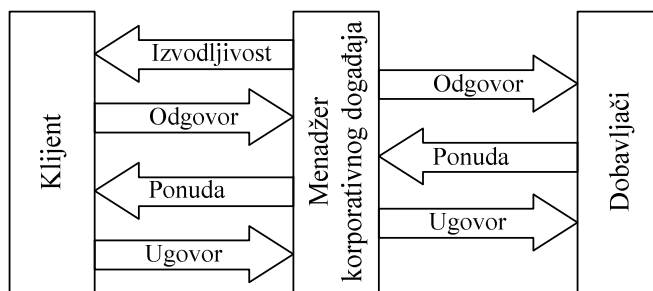 Klijent
Izvodljivost
Odgovor
Ponuda
Ugovor
Menadžer
korporativnog događaja
Odgovor
Ponuda
Ugovor
Dobavljači